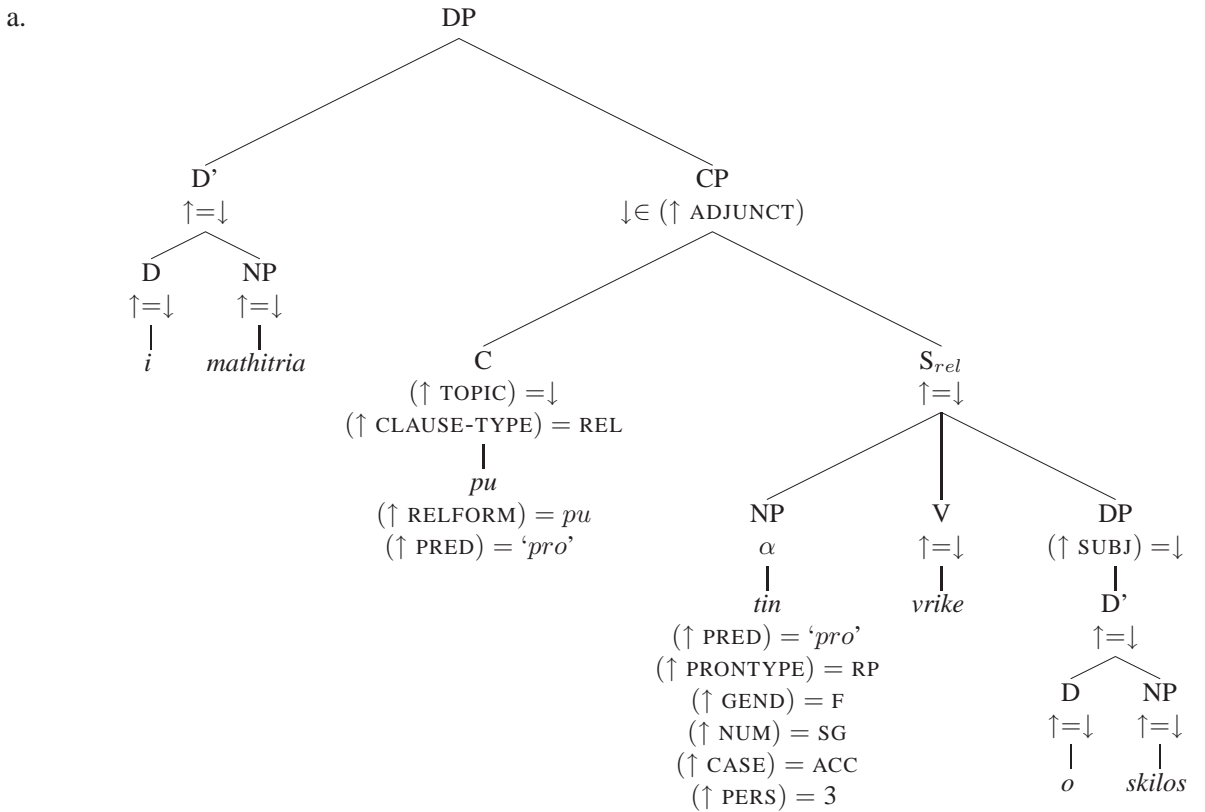 a. DP
D’ CP
↑=↓ ↓∈ (↑ ADJUNCT)
D NP
↑=↓ ↑=↓
i mathitria C S_rel
(↑ TOPIC) =↓ ↑=↓
(↑ CLAUSE-TYPE) = REL
pu
(↑ RELFORM) = pu NP V DP
(↑ PRED) = ‘pro’ α ↑=↓ (↑ SUBJ) =↓
tin vrike D’
(↑ PRED) = ‘pro’ ↑=↓
(↑ PRONTYPE) = RP
(↑ GEND) = F D NP
(↑ NUM) = SG ↑=↓ ↑=↓
(↑ CASE) = ACC o skilos
(↑ PERS) = 3